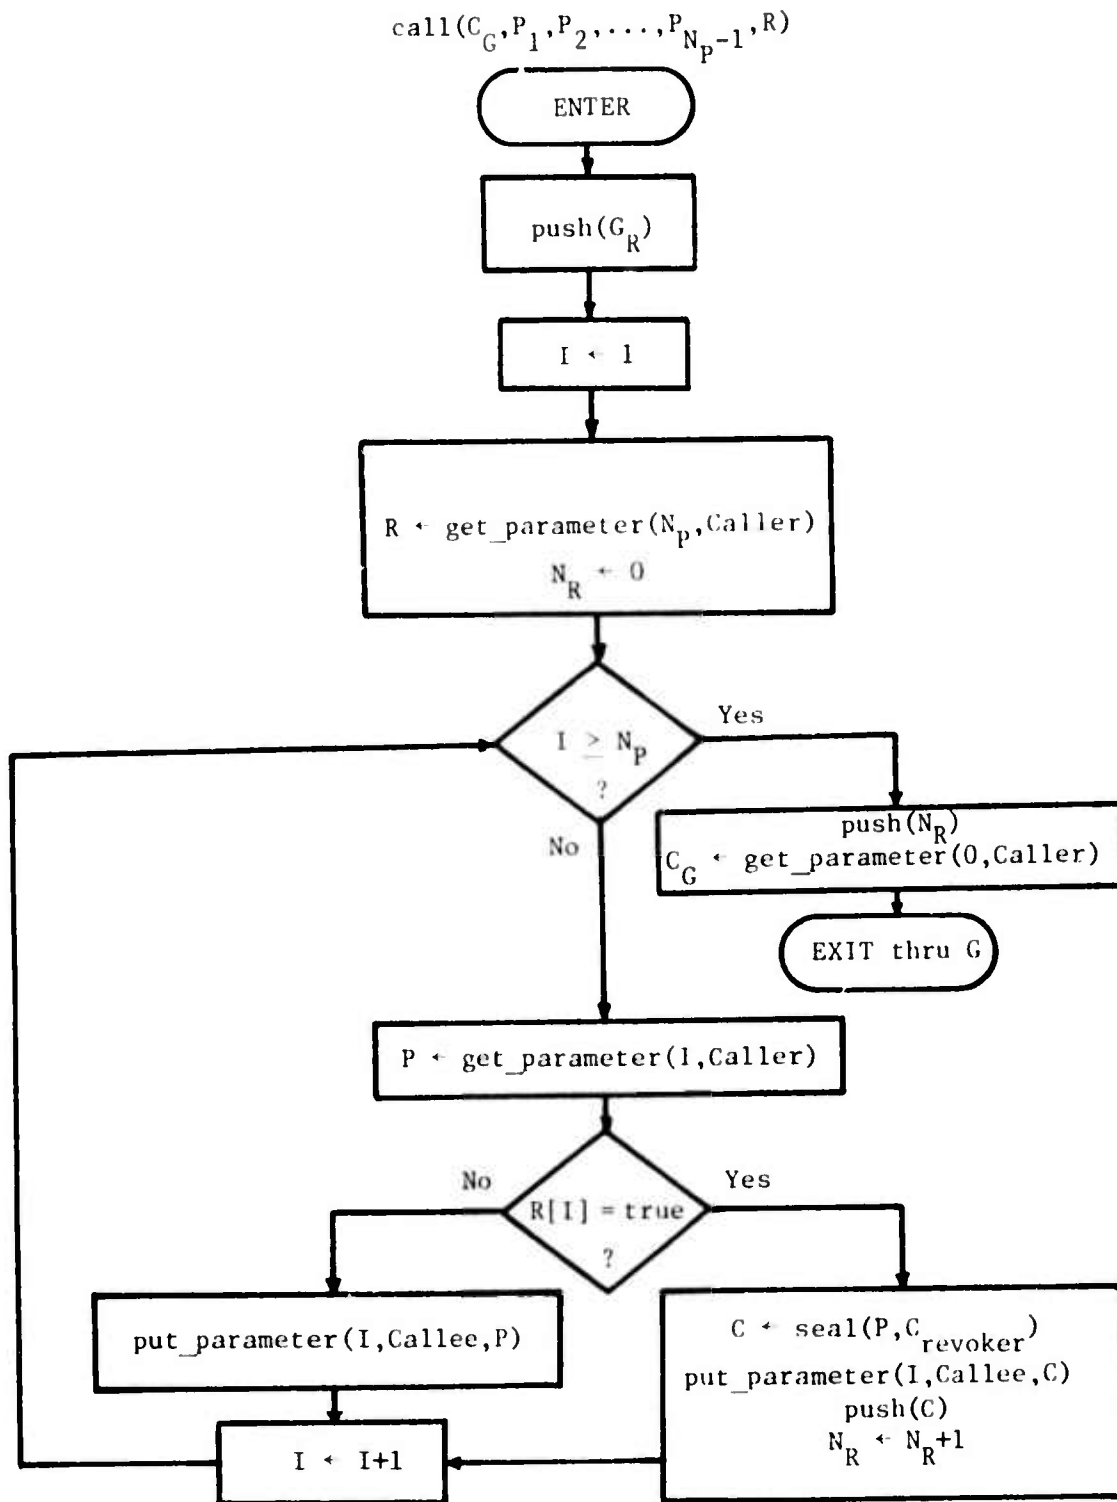 call(C_G,P_1,P_2,...,P_{N_P-1},R)
ENTER
push(G_R)
I ← 1
R ← get_parameter(N_P,Caller)
N_R ← 0
I ≥ N_P
?
Yes
No
push(N_R)
C_G ← get_parameter(0,Caller)
EXIT thru G
P ← get_parameter(I,Caller)
R[I] = true
?
No
Yes
put_parameter(I,Callee,P)
C ← seal(P,C_revoker)
put_parameter(I,Callee,C)
push(C)
N_R ← N_R+1
I ← I+1